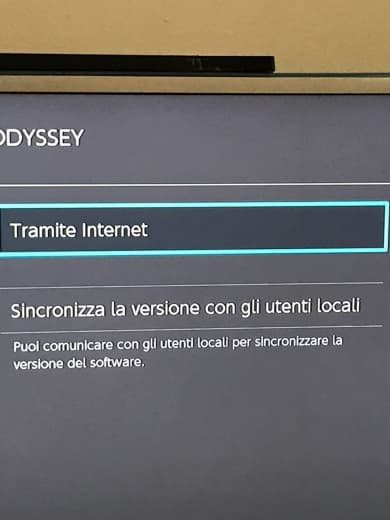 ODYSSEY
Tramite Internet
Sincronizza la versione con gli utenti locali
Puoi comunicare con gli utenti locali per sincronizzare la
versione del software.